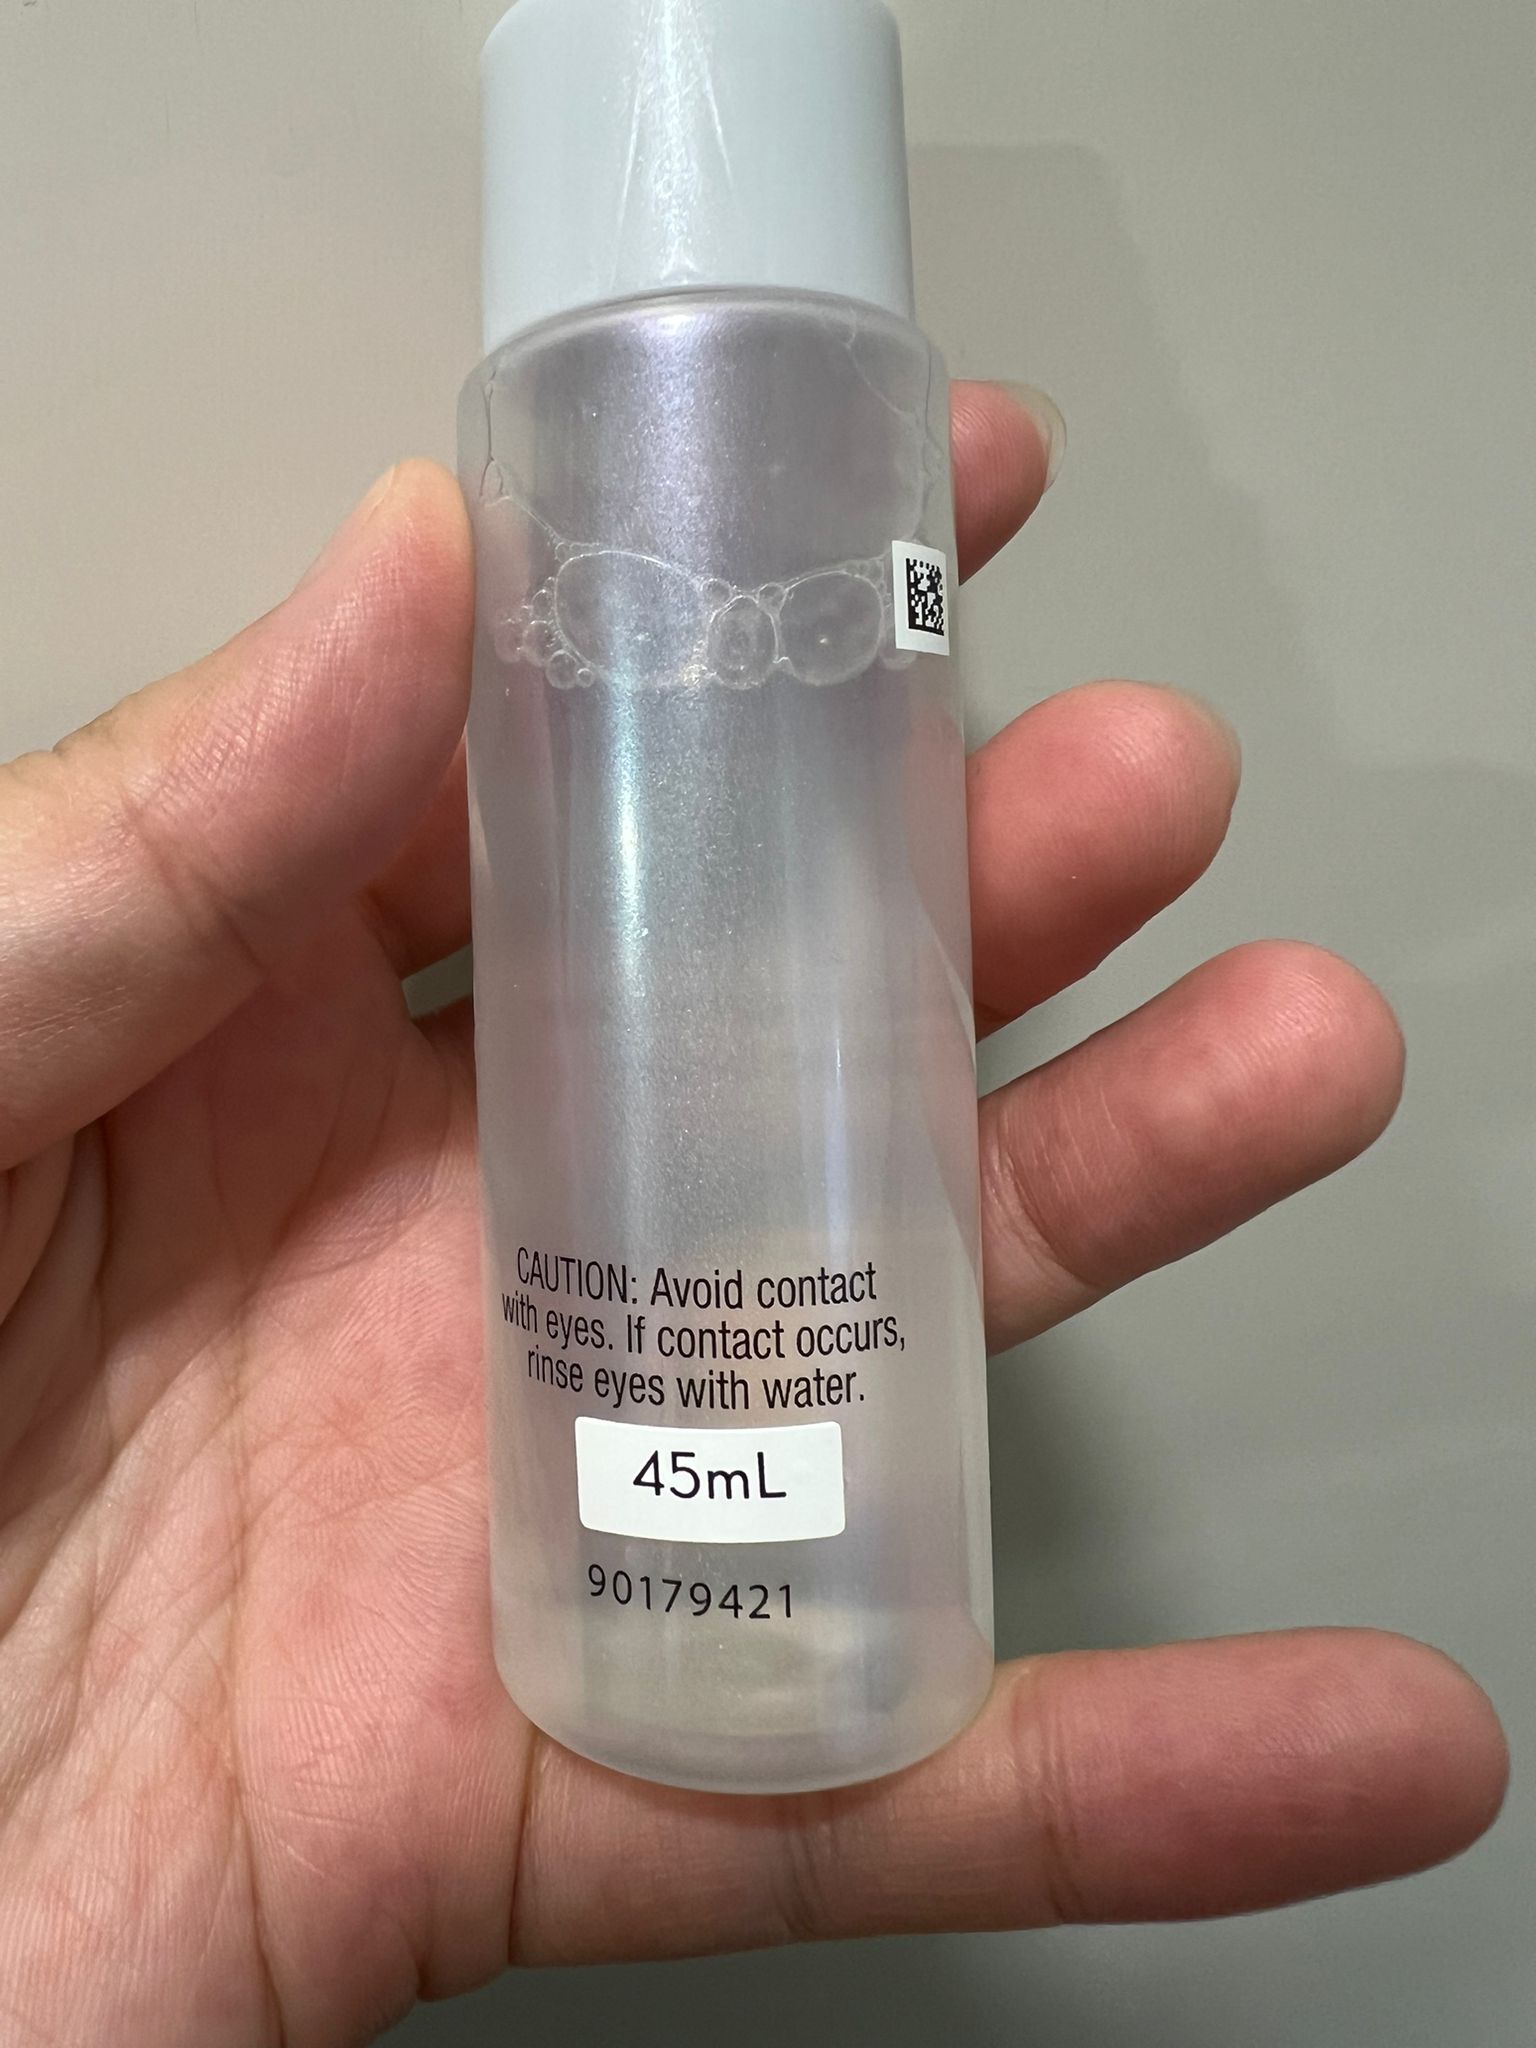 CAUTION: Avoid contact
with eyes. If contact occurs,
rinse eyes with water.
45mL
90179421